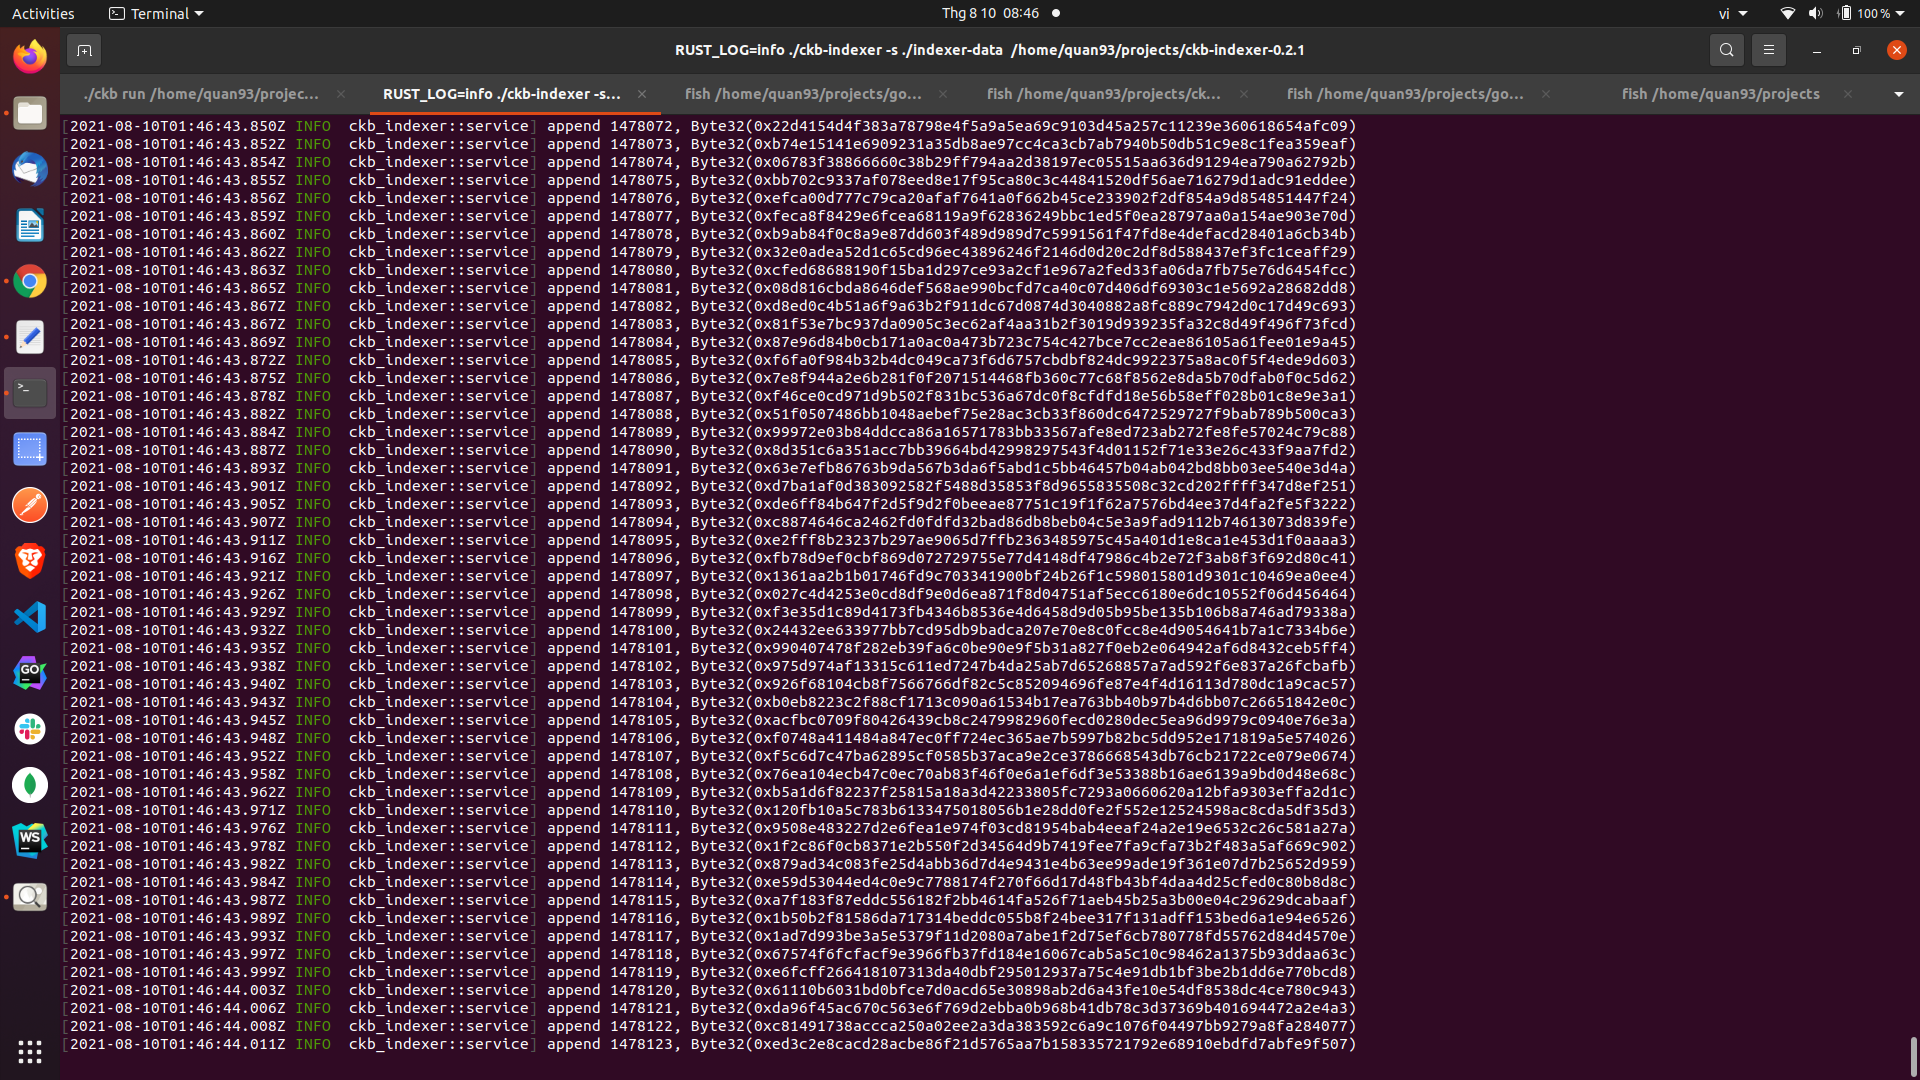 Activities
Terminal
Thg 8 10 08:46
vi
100 %
RUST_LOG=info ./ckb-indexer -s ./indexer-data /home/quan93/projects/ckb-indexer-0.2.1
./ckb run /home/quan93/projec...
RUST_LOG=info ./ckb-indexer -s...
fish /home/quan93/projects/go...
fish /home/quan93/projects/ck...
fish /home/quan93/projects/go...
fish /home/quan93/projects
[2021-08-10T01:46:43.850Z INFO  ckb_indexer::service] append 1478072, Byte32(0x22d4154d4f383a78798e4f5a9a5ea69c9103d45a257c11239e360618654afc09)
[2021-08-10T01:46:43.852Z INFO  ckb_indexer::service] append 1478073, Byte32(0xb74e15141e6909231a35db8ae97cc4ca3cb7ab7940b50db51c9e8c1fea359eaf)
[2021-08-10T01:46:43.854Z INFO  ckb_indexer::service] append 1478074, Byte32(0x06783f38866660c38b29ff794aa2d38197ec05515aa636d91294ea790a62792b)
[2021-08-10T01:46:43.855Z INFO  ckb_indexer::service] append 1478075, Byte32(0xbb702c9337af078eed8e17f95ca80c3c44841520df56ae716279d1adc91eddee)
[2021-08-10T01:46:43.856Z INFO  ckb_indexer::service] append 1478076, Byte32(0xefca00d777c79ca20afaf7641a0f662b45ce233902f2df854a9d854851447f24)
[2021-08-10T01:46:43.859Z INFO  ckb_indexer::service] append 1478077, Byte32(0xfeca8f8429e6fcea68119a9f62836249bbc1ed5f0ea28797aa0a154ae903e70d)
[2021-08-10T01:46:43.860Z INFO  ckb_indexer::service] append 1478078, Byte32(0xb9ab84f0c8a9e87dd603f489d989d7c5991561f47fd8e4defacd28401a6cb34b)
[2021-08-10T01:46:43.862Z INFO  ckb_indexer::service] append 1478079, Byte32(0x32e0adea52d1c65cd96ec43896246f2146d0d20c2df8d588437ef3fc1ceaff29)
[2021-08-10T01:46:43.863Z INFO  ckb_indexer::service] append 1478080, Byte32(0xcfed68688190f15ba1d297ce93a2cf1e967a2fed33fa06da7fb75e76d6454fcc)
[2021-08-10T01:46:43.865Z INFO  ckb_indexer::service] append 1478081, Byte32(0x08d816cbda8646def568ae990bcfd7ca40c07d406df69303c1e5692a28682dd8)
[2021-08-10T01:46:43.867Z INFO  ckb_indexer::service] append 1478082, Byte32(0xd8ed0c4b51a6f9a63b2f911dc67d0874d3040882a8fc889c7942d0c17d49c693)
[2021-08-10T01:46:43.867Z INFO  ckb_indexer::service] append 1478083, Byte32(0x81f53e7bc937da0905c3ec62af4aa31b2f3019d939235fa32c8d49f496f73fcd)
[2021-08-10T01:46:43.869Z INFO  ckb_indexer::service] append 1478084, Byte32(0x87e96d84b0cb171a0ac0a473b723c754c427bce7cc2eae86105a61fee01e9a45)
[2021-08-10T01:46:43.872Z INFO  ckb_indexer::service] append 1478085, Byte32(0xf6fa0f984b32b4dc049ca73f6d6757cbdbf824dc9922375a8ac0f5f4ede9d603)
[2021-08-10T01:46:43.875Z INFO  ckb_indexer::service] append 1478086, Byte32(0x7e8f944a2e6b281f0f2071514468fb360c77c68f8562e8da5b70dfab0f0c5d62)
[2021-08-10T01:46:43.878Z INFO  ckb_indexer::service] append 1478087, Byte32(0xf46ce0cd971d9b502f831bc536a67dc0f8cfdfd18e56b58eff028b01c8e9e3a1)
[2021-08-10T01:46:43.882Z INFO  ckb_indexer::service] append 1478088, Byte32(0x51f0507486bb1048aebef75e28ac3cb33f860dc6472529727f9bab789b500ca3)
[2021-08-10T01:46:43.884Z INFO  ckb_indexer::service] append 1478089, Byte32(0x99972e03b84ddcca86a16571783bb33567afe8ed723ab272fe8fe57024c79c88)
[2021-08-10T01:46:43.887Z INFO  ckb_indexer::service] append 1478090, Byte32(0x8d351c6a351acc7bb39664bd42998297543f4d01152f71e33e26c433f9aa7fd2)
[2021-08-10T01:46:43.893Z INFO  ckb_indexer::service] append 1478091, Byte32(0x63e7efb86763b9da567b3da6f5abd1c5bb46457b04ab042bd8bb03ee540e3d4a)
[2021-08-10T01:46:43.901Z INFO  ckb_indexer::service] append 1478092, Byte32(0xd7ba1af0d383092582f5488d35853f8d9655835508c32cd202ffff347d8ef251)
[2021-08-10T01:46:43.905Z INFO  ckb_indexer::service] append 1478093, Byte32(0xde6ff84b647f2d5f9d2f0beeae87751c19f1f62a7576bd4ee37d4fa2fe5f3222)
[2021-08-10T01:46:43.907Z INFO  ckb_indexer::service] append 1478094, Byte32(0xc8874646ca2462fd0fdfd32bad86db8beb04c5e3a9fad9112b74613073d839fe)
[2021-08-10T01:46:43.911Z INFO  ckb_indexer::service] append 1478095, Byte32(0xe2fff8b23237b297ae9065d7ffb2363485975c45a401d1e8ca1e453d1f0aaaa3)
[2021-08-10T01:46:43.916Z INFO  ckb_indexer::service] append 1478096, Byte32(0xfb78d9ef0cbf869d072729755e77d4148df47986c4b2e72f3ab8f3f692d80c41)
[2021-08-10T01:46:43.921Z INFO  ckb_indexer::service] append 1478097, Byte32(0x1361aa2b1b01746fd9c703341900bf24b26f1c598015801d9301c10469ea0ee4)
[2021-08-10T01:46:43.926Z INFO  ckb_indexer::service] append 1478098, Byte32(0x027c4d4253e0cd8df9e0d6ea871f8d04751af5ecc6180e6dc10552f06d456464)
[2021-08-10T01:46:43.929Z INFO  ckb_indexer::service] append 1478099, Byte32(0xf3e35d1c89d4173fb4346b8536e4d6458d9d05b95be135b106b8a746ad79338a)
[2021-08-10T01:46:43.932Z INFO  ckb_indexer::service] append 1478100, Byte32(0x24432ee633977bb7cd95db9badca207e70e8c0fcc8e4d9054641b7a1c7334b6e)
[2021-08-10T01:46:43.935Z INFO  ckb_indexer::service] append 1478101, Byte32(0x990407478f282eb39fa6c0be90e9f5b31a827f0eb2e064942af6d8432ceb5ff4)
[2021-08-10T01:46:43.938Z INFO  ckb_indexer::service] append 1478102, Byte32(0x975d974af13315c611ed7247b4da25ab7d65268857a7ad592f6e837a26fcbafb)
[2021-08-10T01:46:43.940Z INFO  ckb_indexer::service] append 1478103, Byte32(0x926f68104cb8f7566766df82c5c852094696fe87e4f4d16113d780dc1a9cac57)
[2021-08-10T01:46:43.943Z INFO  ckb_indexer::service] append 1478104, Byte32(0xb0eb8223c2f88cf1713c090a61534b17ea763bb40b97b4d6bb07c26651842e0c)
[2021-08-10T01:46:43.945Z INFO  ckb_indexer::service] append 1478105, Byte32(0xacfbc0709f80426439cb8c2479982960fecd0280dec5ea96d9979c0940e76e3a)
[2021-08-10T01:46:43.948Z INFO  ckb_indexer::service] append 1478106, Byte32(0xf0748a411484a847ec0ff724ec365ae7b5997b82bc5dd952e171819a5e574026)
[2021-08-10T01:46:43.952Z INFO  ckb_indexer::service] append 1478107, Byte32(0xf5c6d7c47ba62895cf0585b37aca9e2ce3786668543db76cb21722ce079e0674)
[2021-08-10T01:46:43.958Z INFO  ckb_indexer::service] append 1478108, Byte32(0x76ea104ecb47c0ec70ab83f46f0e6a1ef6df3e53388b16ae6139a9bd0d48e68c)
[2021-08-10T01:46:43.962Z INFO  ckb_indexer::service] append 1478109, Byte32(0xb5a1d6f82237f25815a18a3d42233805fc7293a0660620a12bfa9303effa2d1c)
[2021-08-10T01:46:43.971Z INFO  ckb_indexer::service] append 1478110, Byte32(0x120fb10a5c783b6133475018056b1e28dd0fe2f552e12524598ac8cda5df35d3)
[2021-08-10T01:46:43.976Z INFO  ckb_indexer::service] append 1478111, Byte32(0x9508e483227d2e6fea1e974f03cd81954bab4eeaf24a2e19e6532c26c581a27a)
[2021-08-10T01:46:43.978Z INFO  ckb_indexer::service] append 1478112, Byte32(0x1f2c86f0cb8371e2b550f2d34564d9b7419fee7fa9cfa73b2f483a5af669c902)
[2021-08-10T01:46:43.982Z INFO  ckb_indexer::service] append 1478113, Byte32(0x879ad34c083fe25d4abb36d7d4e9431e4b63ee99ade19f361e07d7b25652d959)
[2021-08-10T01:46:43.984Z INFO  ckb_indexer::service] append 1478114, Byte32(0xe59d53044ed4c0e9c7788174f270f66d17d48fb43bf4daa4d25cfed0c80b8d8c)
[2021-08-10T01:46:43.987Z INFO  ckb_indexer::service] append 1478115, Byte32(0xa7f183f87eddc556182f2bb4614fa526f71aeb45b25a3b00e04c29629dcabaaf)
[2021-08-10T01:46:43.989Z INFO  ckb_indexer::service] append 1478116, Byte32(0x1b50b2f81586da717314beddc055b8f24bee317f131adff153bed6a1e94e6526)
[2021-08-10T01:46:43.993Z INFO  ckb_indexer::service] append 1478117, Byte32(0x1ad7d993be3a5e5379f11d2080a7abe1f2d75ef6cb780778fd55762d84d4570e)
[2021-08-10T01:46:43.997Z INFO  ckb_indexer::service] append 1478118, Byte32(0x67574f6fcfacf9e3966fb37fd184e16067cab5a5c10c98462a1375b93ddaa63c)
[2021-08-10T01:46:43.999Z INFO  ckb_indexer::service] append 1478119, Byte32(0xe6fcff266418107313da40dbf295012937a75c4e91db1bf3be2b1dd6e770bcd8)
[2021-08-10T01:46:44.003Z INFO  ckb_indexer::service] append 1478120, Byte32(0x61110b6031bd0bfce7d0acd65e30898ab2d6a43fe10e54df8538dc4ce780c943)
[2021-08-10T01:46:44.006Z INFO  ckb_indexer::service] append 1478121, Byte32(0xda96f45ac670c563e6f769d2ebba0b968b41db78c3d37369b401694472a2e4a3)
[2021-08-10T01:46:44.008Z INFO  ckb_indexer::service] append 1478122, Byte32(0xc81491738accca250a02ee2a3da383592c6a9c1076f04497bb9279a8fa284077)
[2021-08-10T01:46:44.011Z INFO  ckb_indexer::service] append 1478123, Byte32(0xed3c2e8cacd28acbe86f21d5765aa7b158335721792e68910ebdfd7abfe9f507)
GO
WS